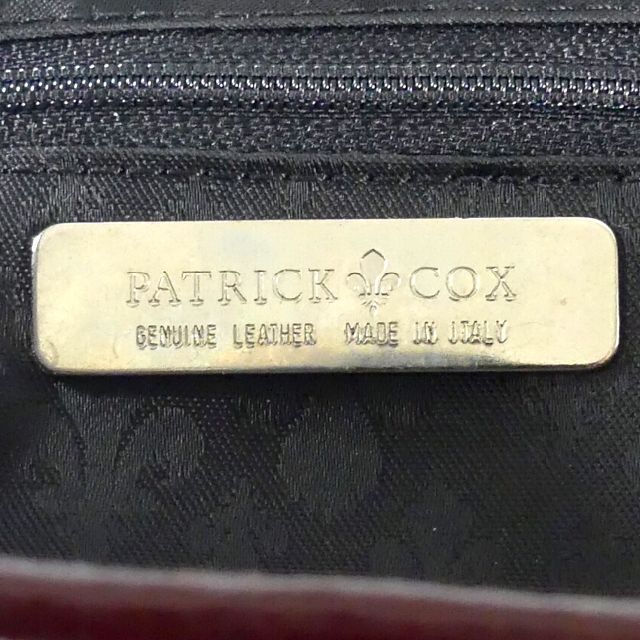 PATRICK COX
GENUINE LEATHER MADE IN ITALY